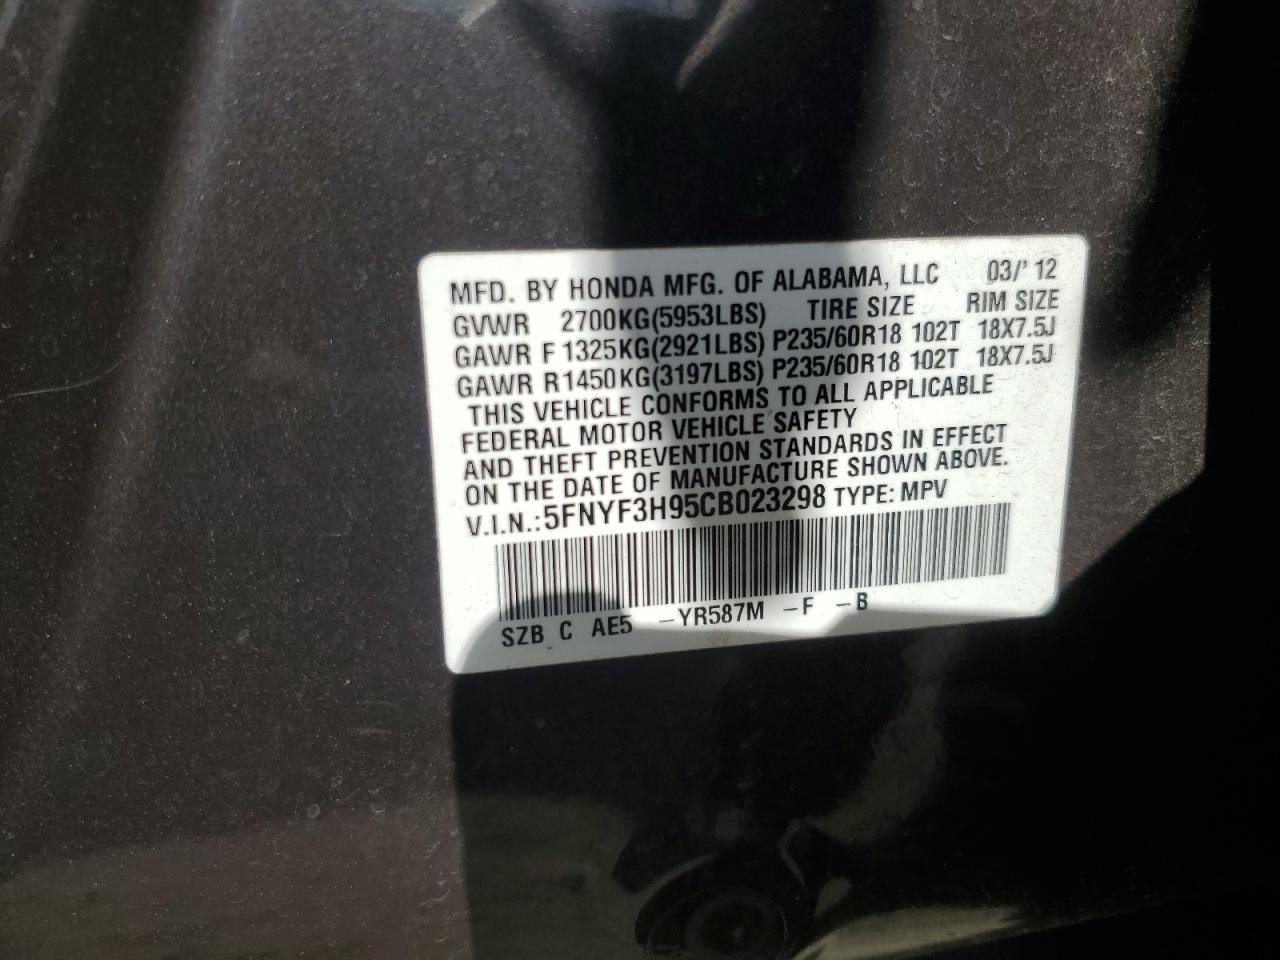 MFD. BY HONDA MFG. OF ALABAMA, LLC 03/'12
GVWR 2700KG(5953LBS) TIRE SIZE RIM SIZE
GAWR F 1325KG(2921LBS) P235/60R18 102T 18X7.5J
GAWR R1450KG(3197LBS) P235/60R18 102T 18X7.5J
THIS VEHICLE CONFORMS TO ALL APPLICABLE
FEDERAL MOTOR VEHICLE SAFETY
AND THEFT PREVENTION STANDARDS IN EFFECT
ON THE DATE OF MANUFACTURE SHOWN ABOVE.
V.I.N.:5FNYF3H95CB023298 TYPE: MPV
SZB C AE5 -YR587M -F -B